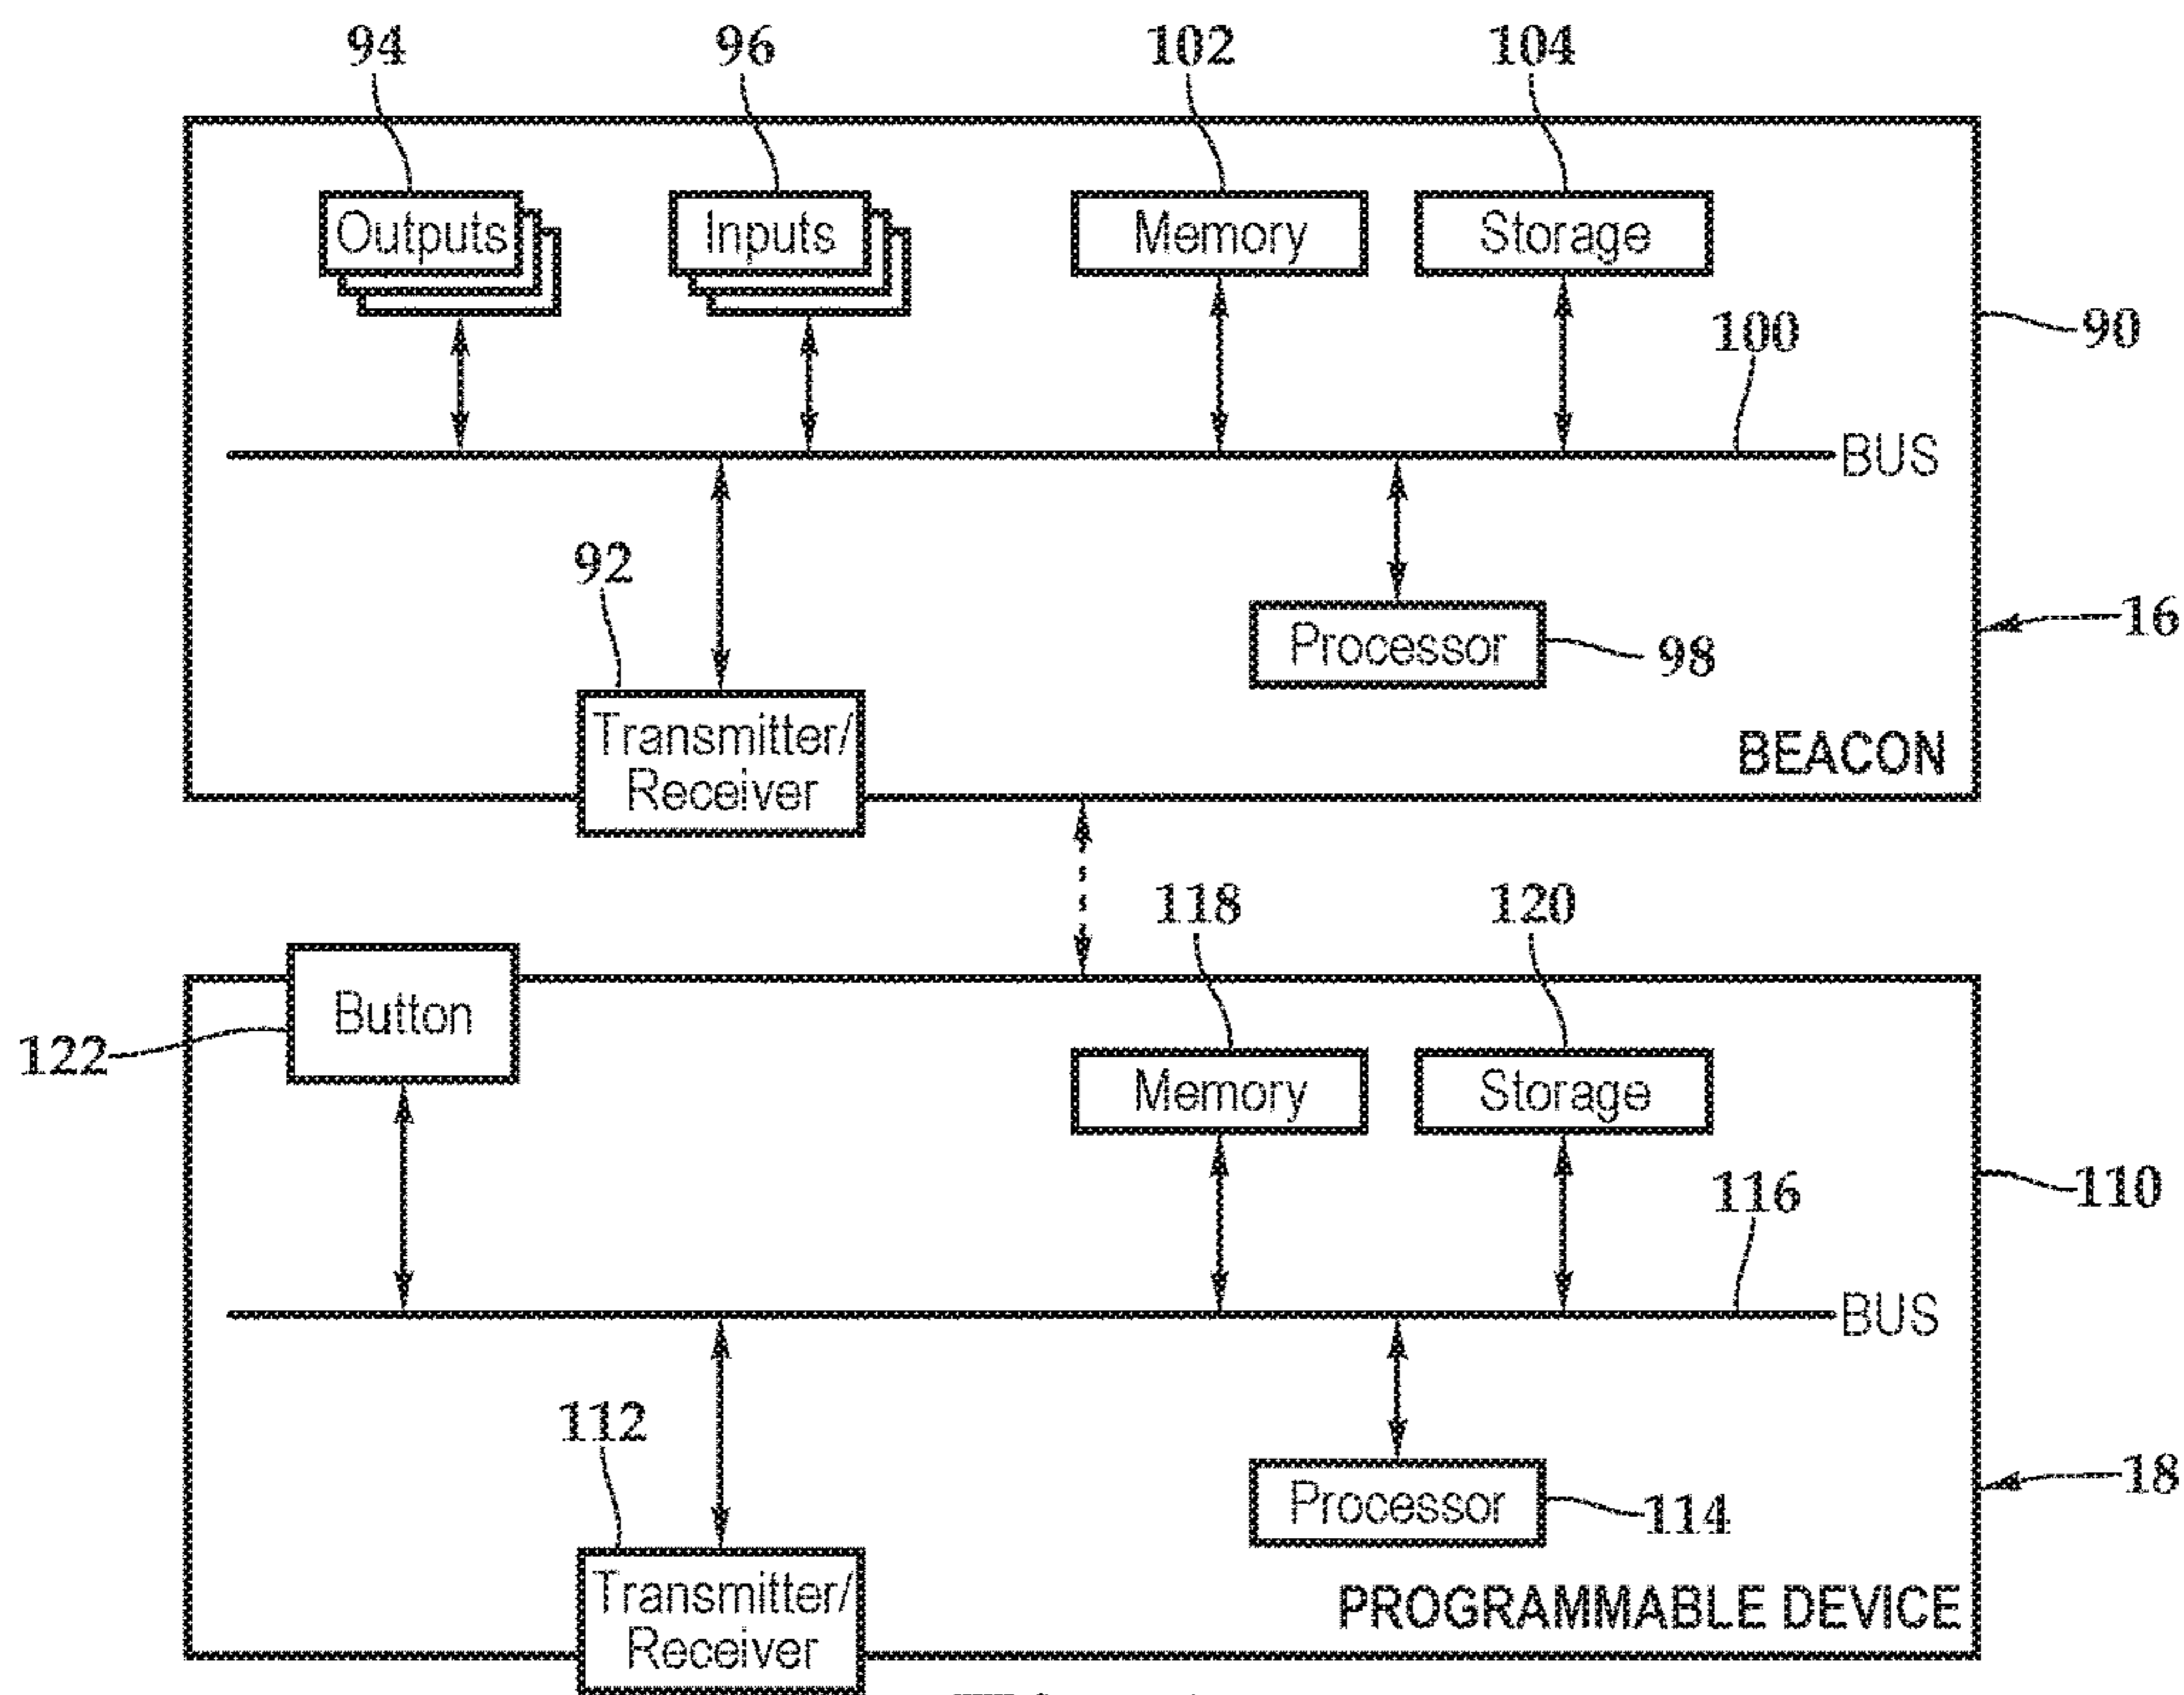 94 96 102 104
Outputs Inputs Memory Storage
100 90
BUS
92
16
Processor 98
Transmitter/
Receiver
BEACON
118 120
Button
122
Memory Storage
116 110
BUS
112
18
Processor 114
Transmitter/
Receiver
PROGRAMMABLE DEVICE